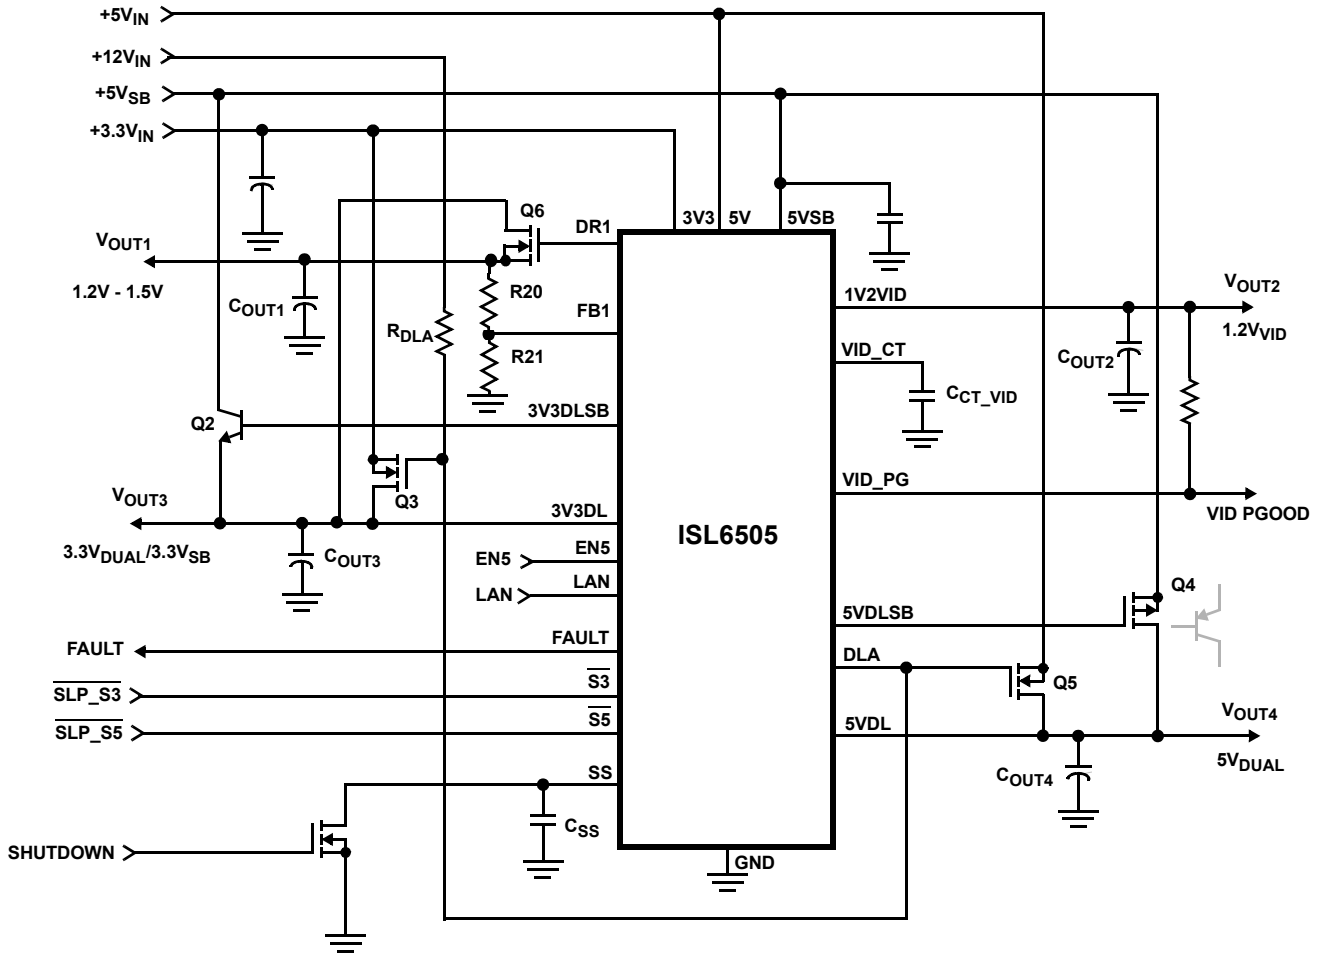 +5VIN
+12VIN
+5VSB
+3.3VIN
Q6
DR1
3V3
5V
5VSB
VOUT1
1.2V - 1.5V
COUT1
R20
FB1
RDLA
R21
1V2VID
VOUT2
1.2VVID
COUT2
VID_CT
CCT_VID
Q2
3V3DLSB
Q3
VID_PG
VID PGOOD
VOUT3
3.3VDUAL/3.3VSB
COUT3
3V3DL
ISL6505
EN5
EN5
LAN
LAN
Q4
5VDLSB
FAULT
FAULT
DLA
Q5
SLP_S3
S3
SLP_S5
S5
5VDL
VOUT4
5VDUAL
COUT4
SS
CSS
SHUTDOWN
GND